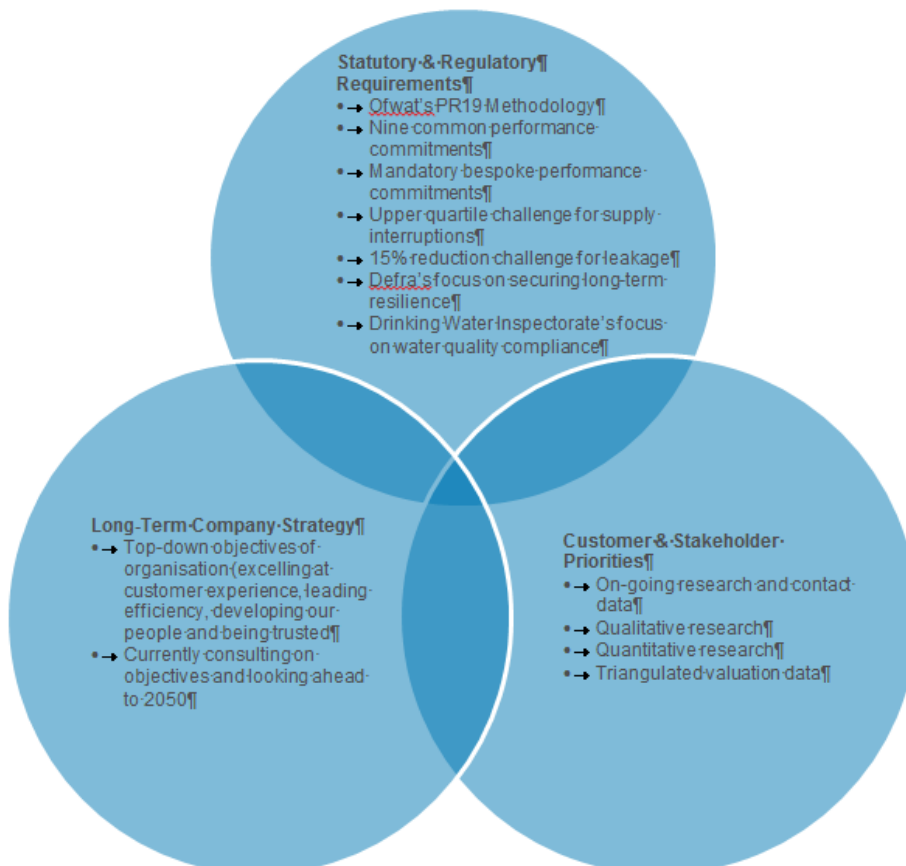 Statutory & Regulatory
Requirements
• Ofwat's PR19 Methodology
• Nine common performance
commitments
• Mandatory bespoke performance
commitments
• Upper quartile challenge for supply
interruptions
• 15% reduction challenge for leakage
• Defra's focus on securing long-term
resilience
• Drinking Water Inspectorate's focus
on water quality compliance
Long-Term Company Strategy
• Top-down objectives of
organisation (excelling at
customer experience, leading
efficiency, developing our
people and being trusted
• Currently consulting on
objectives and looking ahead
to 2050
Customer & Stakeholder
Priorities
• On-going research and contact
data
• Qualitative research
• Quantitative research
• Triangulated valuation data